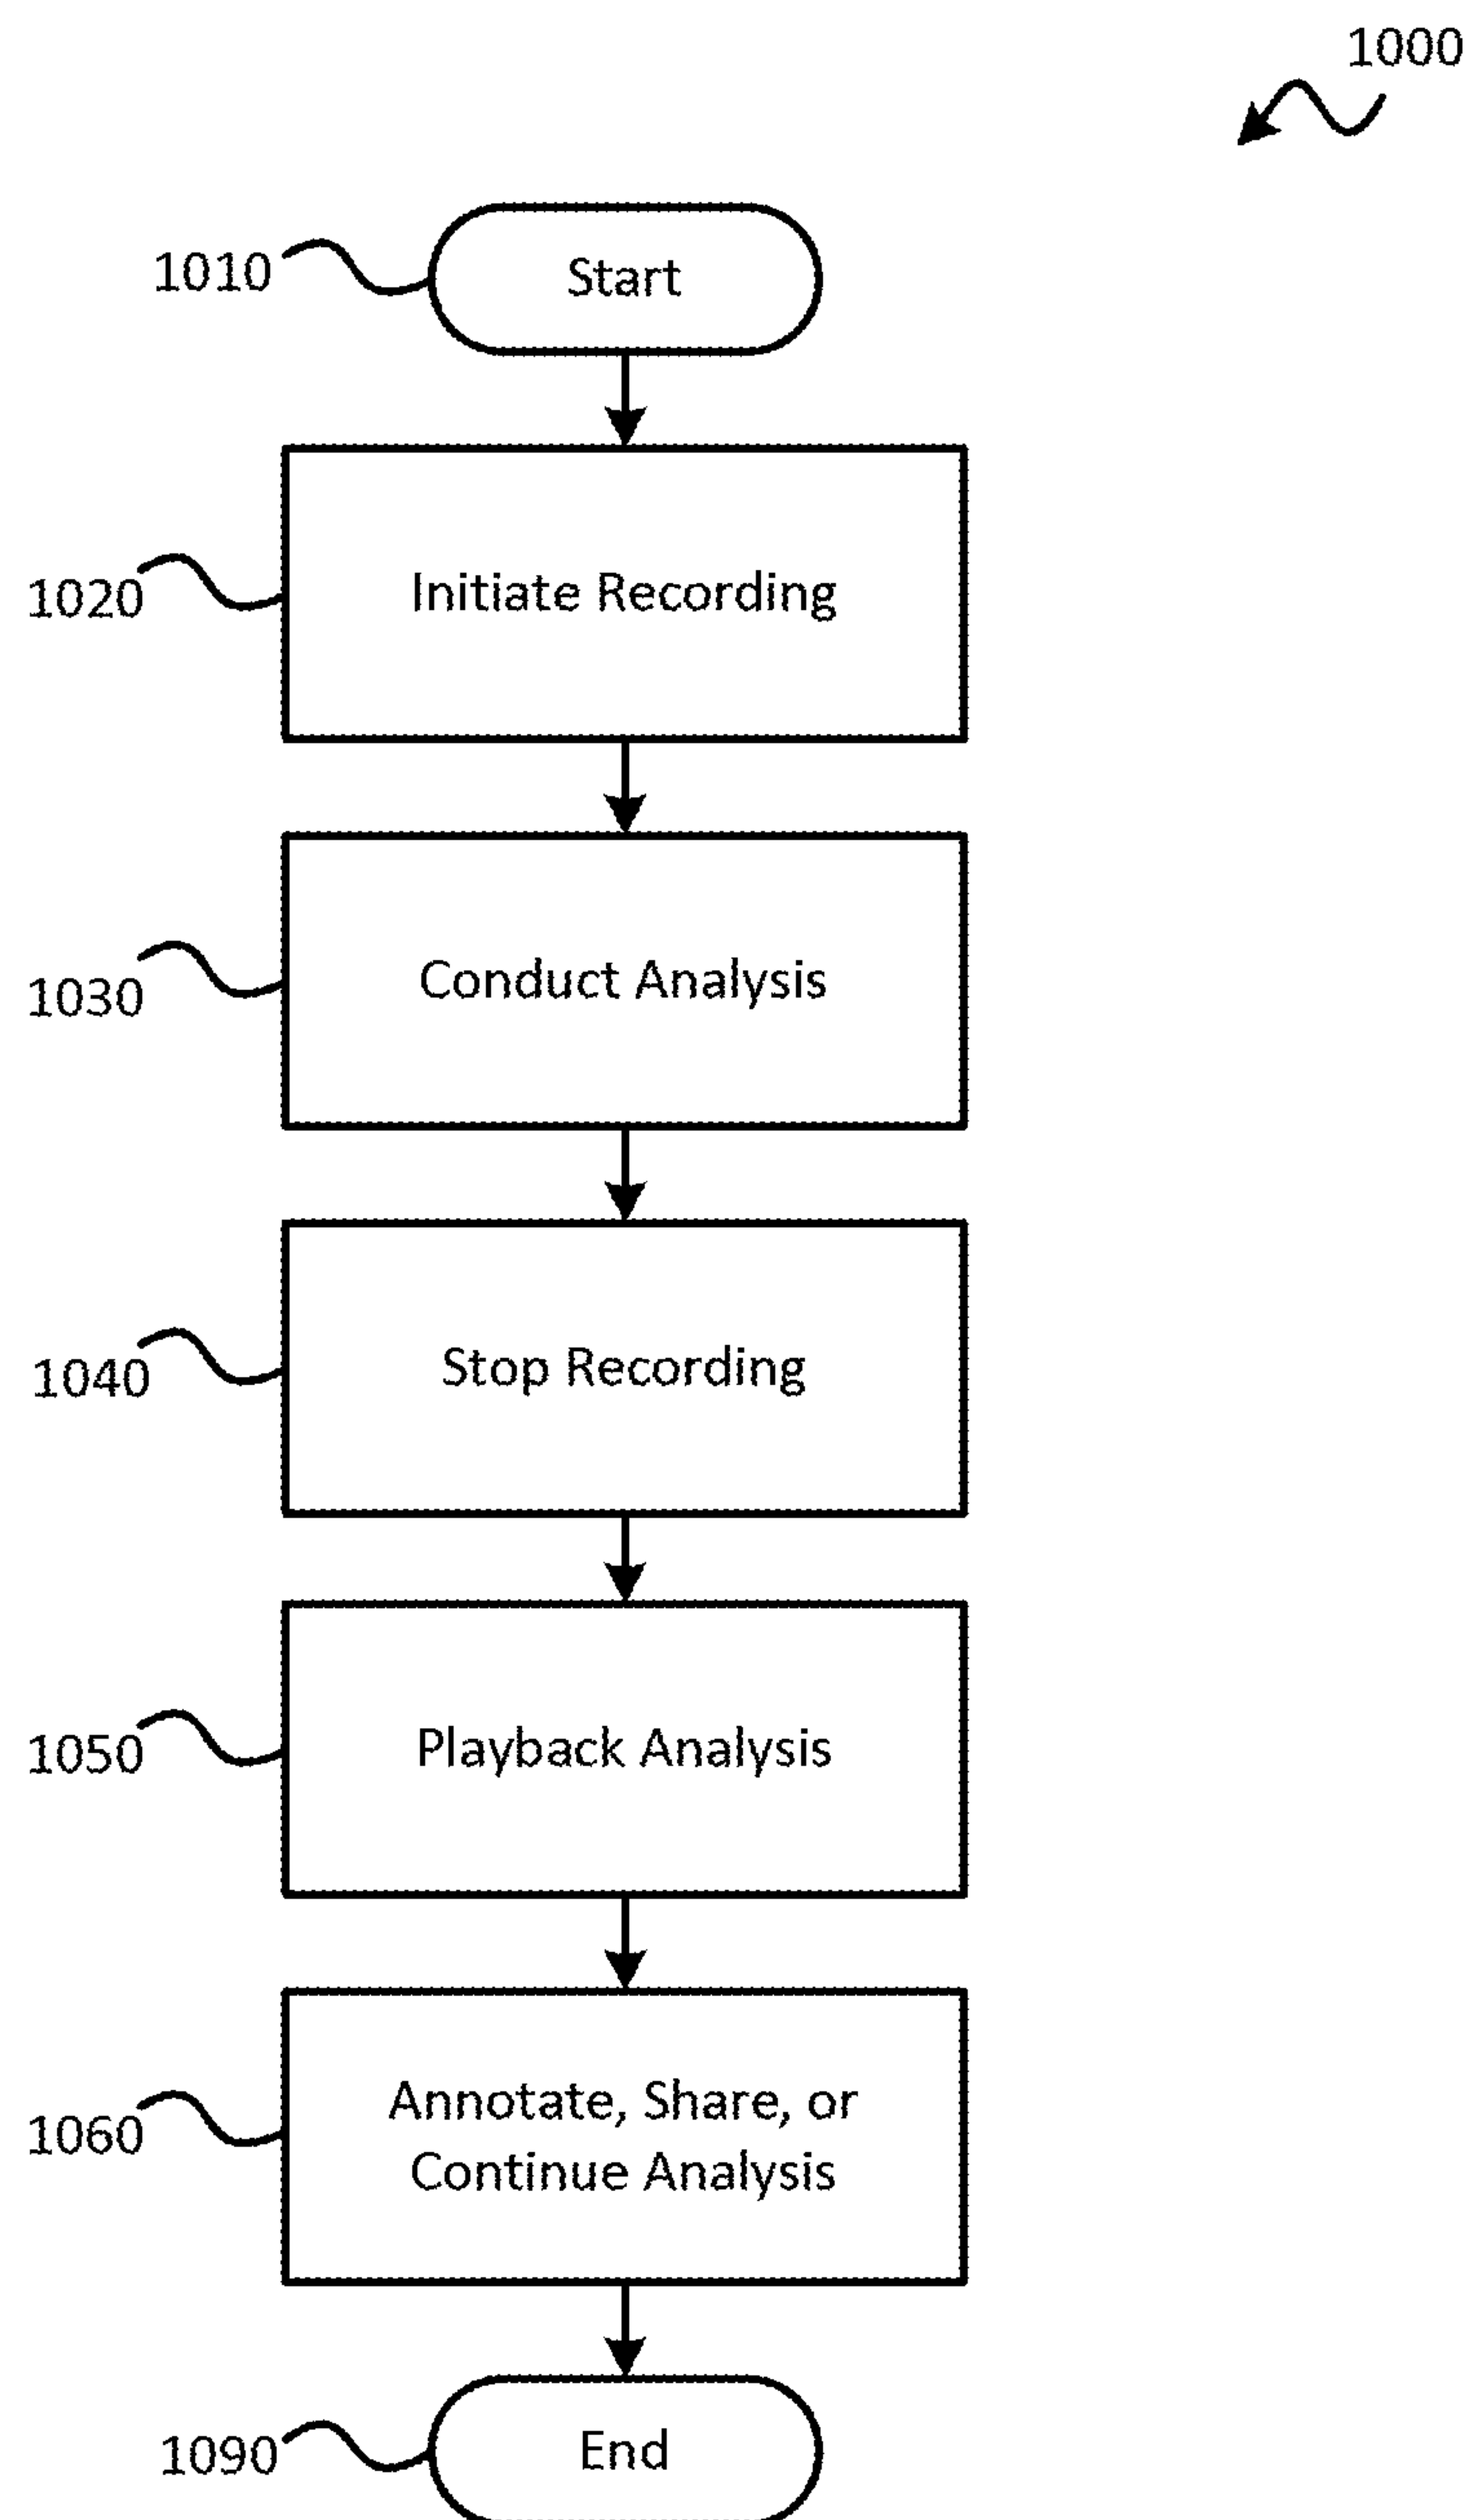 1000
1010
Start
1020
Initiate Recording
1030
Conduct Analysis
1040
Stop Recording
1050
Playback Analysis
1060
Annotate, Share, or
Continue Analysis
1090
End